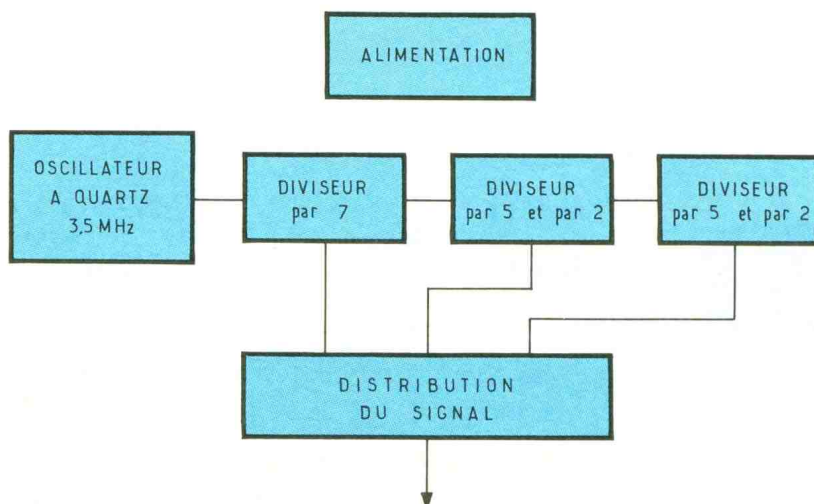 ALIMENTATION
OSCILLATEUR
A QUARTZ
3,5 MHz
DIVISEUR
par 7
DIVISEUR
par 5 et par 2
DIVISEUR
par 5 et par 2
DISTRIBUTION
DU SIGNAL